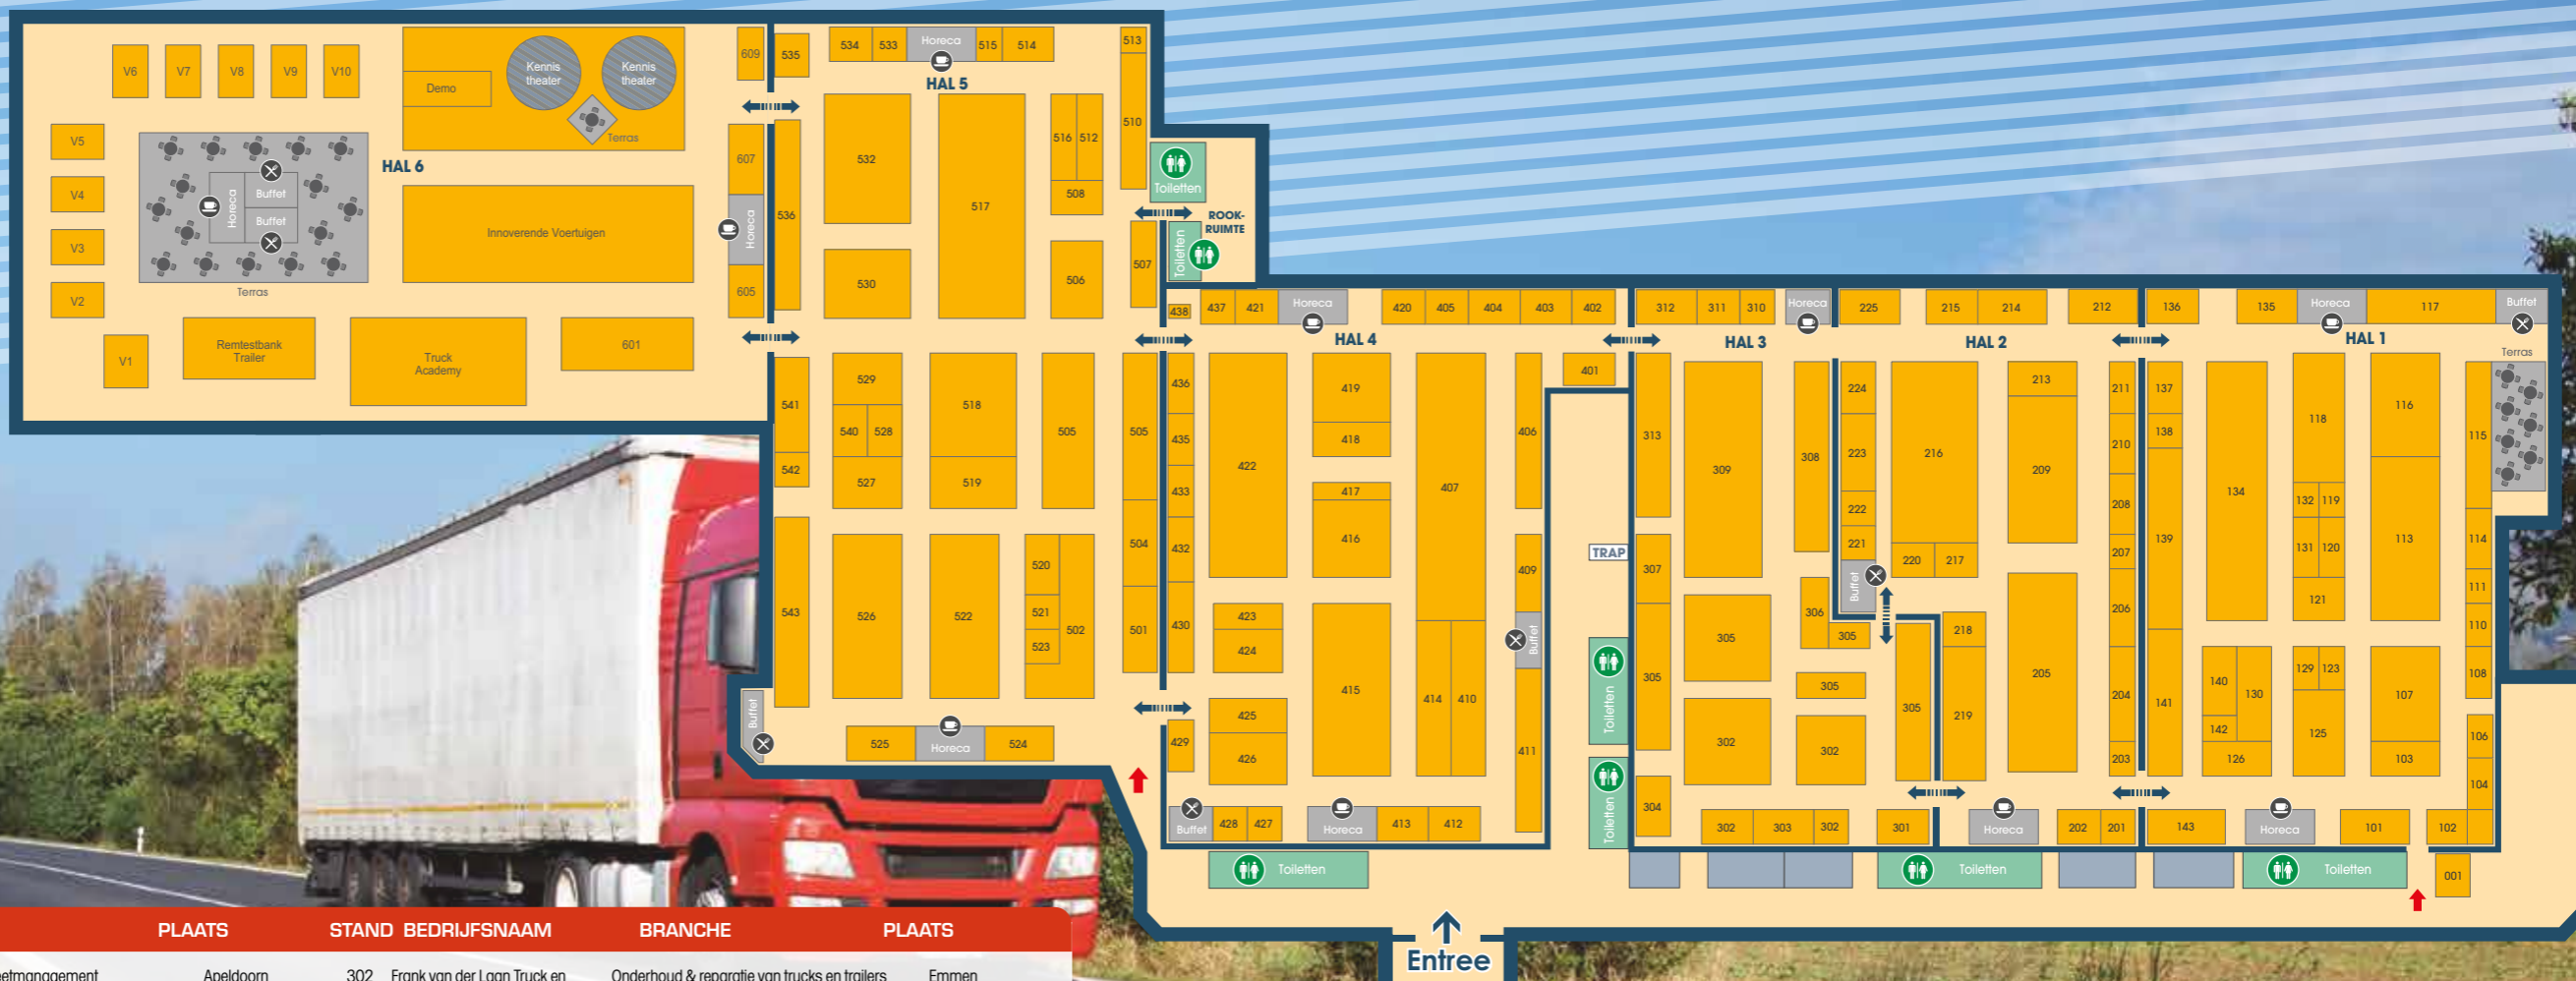 V6
V7
V8
V9
V10
Demo
Kennis
theater
Kennis
theater
Terras
V5
V4
V3
V2
V1
HAL 6
Horeca
Buffet
Buffet
Terras
Innoverende Voertuigen
Remtestbank
Trailer
Truck
Academy
601
609
607
Horeca
605
535
534
533
Horeca
515
514
513
HAL 5
536
532
517
516
512
510
508
530
506
507
Toiletten
ROOK-
RUIMTE
Toiletten
541
542
529
540
528
527
518
519
505
505
504
501
543
526
522
520
521
523
502
Buffet
525
Horeca
524
438
437
421
Horeca
420
405
404
403
402
HAL 4
436
435
433
432
430
429
422
419
418
417
416
407
406
401
423
424
425
426
415
414
410
409
Buffet
411
Buffet
428
427
Horeca
413
412
Toiletten
TRAP
Toiletten
Toiletten
312
311
310
Horeca
HAL 3
313
309
308
307
305
305
306
305
305
305
302
302
304
302
303
302
301
225
215
214
212
HAL 2
224
223
222
221
Buffet
216
220
217
213
209
211
210
208
207
206
204
203
218
219
205
Horeca
202
201
Toiletten
136
135
Horeca
117
Buffet
HAL 1
Terras
137
138
139
141
134
118
132
119
131
120
121
116
113
115
114
111
110
108
140
130
142
126
129
123
125
107
103
106
104
143
Horeca
101
102
Toiletten
001
Entree
PLAATS
STAND BEDRIJFSNAAM BRANCHE PLAATS
eetmanagement Apeldoorn
302 Frank van der Laan Truck en Onderhoud & reparatie van trucks en trailers Emmen